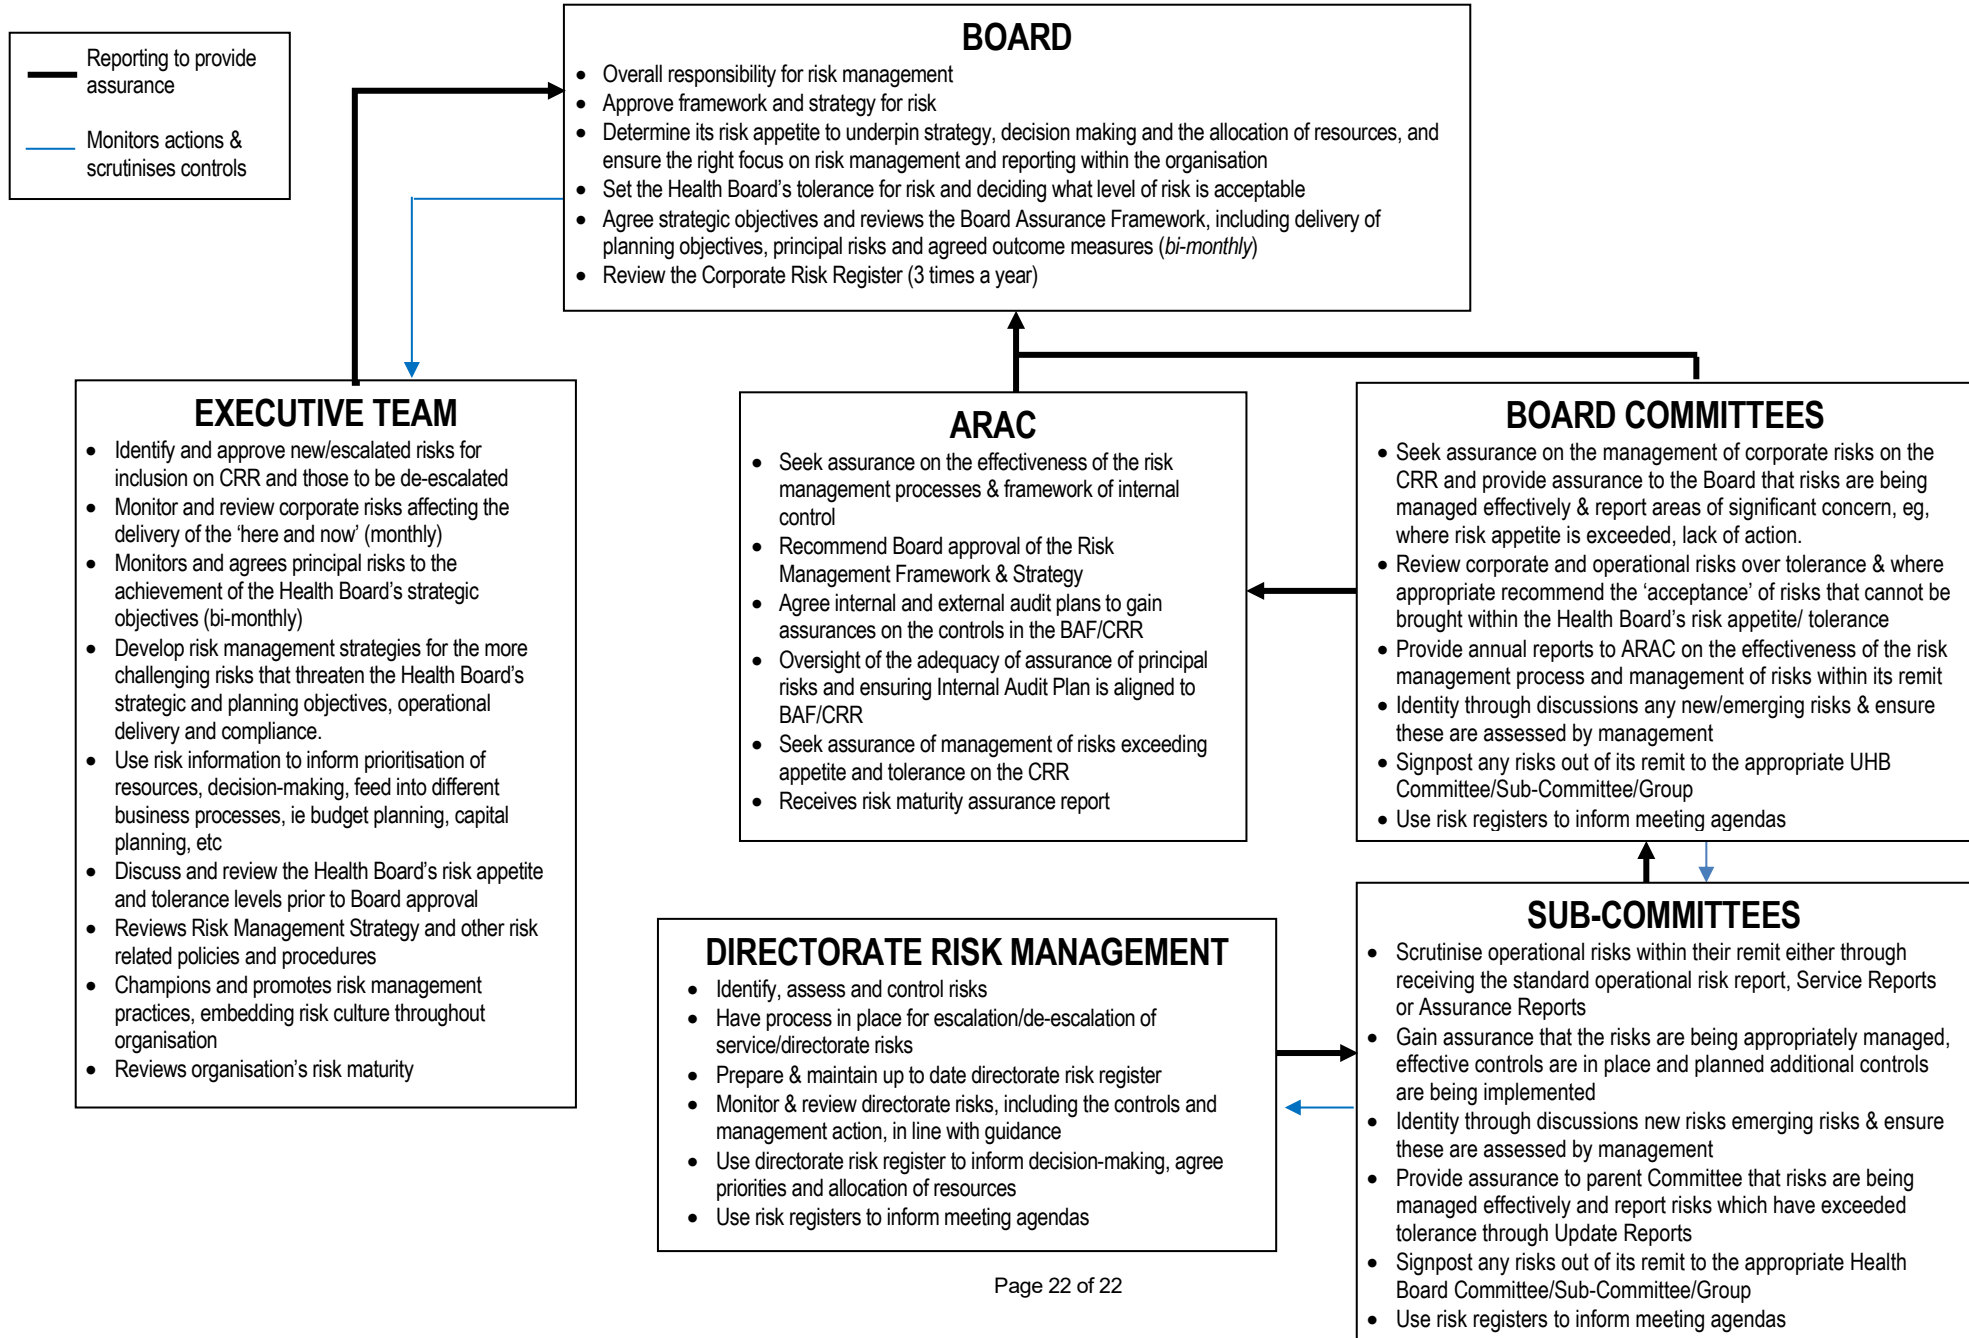 Reporting to provide
assurance
Monitors actions &
scrutinises controls
BOARD
• Overall responsibility for risk management
• Approve framework and strategy for risk
• Determine its risk appetite to underpin strategy, decision making and the allocation of resources, and
ensure the right focus on risk management and reporting within the organisation
• Set the Health Board’s tolerance for risk and deciding what level of risk is acceptable
• Agree strategic objectives and reviews the Board Assurance Framework, including delivery of
planning objectives, principal risks and agreed outcome measures (bi-monthly)
• Review the Corporate Risk Register (3 times a year)
EXECUTIVE TEAM
• Identify and approve new/escalated risks for
inclusion on CRR and those to be de-escalated
• Monitor and review corporate risks affecting the
delivery of the ‘here and now’ (monthly)
• Monitors and agrees principal risks to the
achievement of the Health Board’s strategic
objectives (bi-monthly)
• Develop risk management strategies for the more
challenging risks that threaten the Health Board’s
strategic and planning objectives, operational
delivery and compliance.
• Use risk information to inform prioritisation of
resources, decision-making, feed into different
business processes, ie budget planning, capital
planning, etc
• Discuss and review the Health Board’s risk appetite
and tolerance levels prior to Board approval
• Reviews Risk Management Strategy and other risk
related policies and procedures
• Champions and promotes risk management
practices, embedding risk culture throughout
organisation
• Reviews organisation’s risk maturity
ARAC
• Seek assurance on the effectiveness of the risk
management processes & framework of internal
control
• Recommend Board approval of the Risk
Management Framework & Strategy
• Agree internal and external audit plans to gain
assurances on the controls in the BAF/CRR
• Oversight of the adequacy of assurance of principal
risks and ensuring Internal Audit Plan is aligned to
BAF/CRR
• Seek assurance of management of risks exceeding
appetite and tolerance on the CRR
• Receives risk maturity assurance report
BOARD COMMITTEES
• Seek assurance on the management of corporate risks on the
CRR and provide assurance to the Board that risks are being
managed effectively & report areas of significant concern, eg,
where risk appetite is exceeded, lack of action.
• Review corporate and operational risks over tolerance & where
appropriate recommend the ‘acceptance’ of risks that cannot be
brought within the Health Board’s risk appetite/ tolerance
• Provide annual reports to ARAC on the effectiveness of the risk
management process and management of risks within its remit
• Identity through discussions any new/emerging risks & ensure
these are assessed by management
• Signpost any risks out of its remit to the appropriate UHB
Committee/Sub-Committee/Group
• Use risk registers to inform meeting agendas
DIRECTORATE RISK MANAGEMENT
• Identify, assess and control risks
• Have process in place for escalation/de-escalation of
service/directorate risks
• Prepare & maintain up to date directorate risk register
• Monitor & review directorate risks, including the controls and
management action, in line with guidance
• Use directorate risk register to inform decision-making, agree
priorities and allocation of resources
• Use risk registers to inform meeting agendas
SUB-COMMITTEES
• Scrutinise operational risks within their remit either through
receiving the standard operational risk report, Service Reports
or Assurance Reports
• Gain assurance that the risks are being appropriately managed,
effective controls are in place and planned additional controls
are being implemented
• Identity through discussions new risks emerging risks & ensure
these are assessed by management
• Provide assurance to parent Committee that risks are being
managed effectively and report risks which have exceeded
tolerance through Update Reports
• Signpost any risks out of its remit to the appropriate Health
Board Committee/Sub-Committee/Group
• Use risk registers to inform meeting agendas
Page 22 of 22